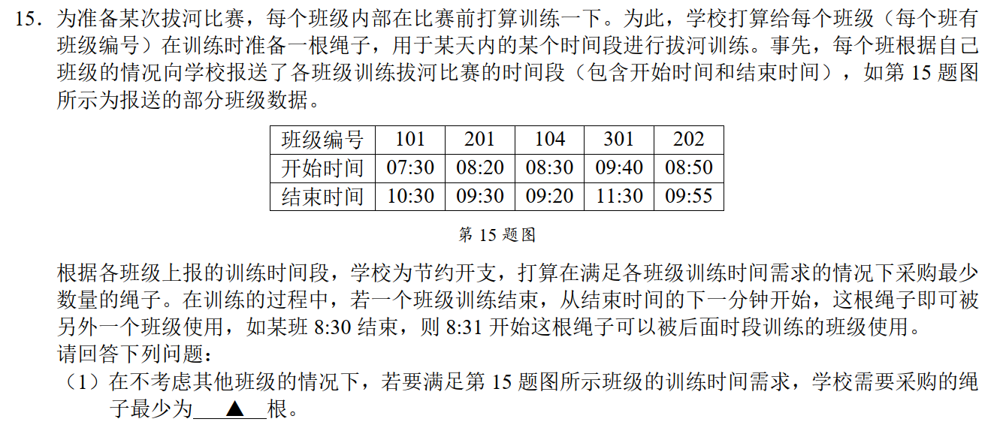 15．为准备某次拔河比赛，每个班级内部在比赛前打算训练一下。为此，学校打算给每个班级（每个班有
班级编号）在训练时准备一根绳子，用于某天内的某个时间段进行拔河训练。事先，每个班根据自己
班级的情况向学校报送了各班级训练拔河比赛的时间段（包含开始时间和结束时间），如第 15 题图
所示为报送的部分班级数据。
班级编号 101 201 104 301 202
开始时间 07:30 08:20 08:30 09:40 08:50
结束时间 10:30 09:30 09:20 11:30 09:55
第 15 题图
根据各班级上报的训练时间段，学校为节约开支，打算在满足各班级训练时间需求的情况下采购最少
数量的绳子。在训练的过程中，若一个班级训练结束，从结束时间的下一分钟开始，这根绳子即可被
另外一个班级使用，如某班 8:30 结束，则 8:31 开始这根绳子可以被后面时段训练的班级使用。
请回答下列问题：
（1）在不考虑其他班级的情况下，若要满足第 15 题图所示班级的训练时间需求，学校需要采购的绳
子最少为 ▲ 根。